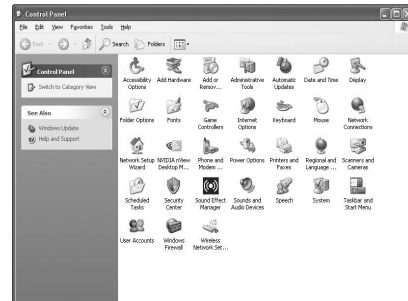 Control Panel
File Edit View Favorites Tools Help
Back Search Folders
Control Panel
Switch to Category View
See Also
Windows Update
Help and Support
Accessibility Options
Add Hardware
Add or Remov...
Administrative Tools
Automatic Updates
Date and Time
Display
Folder Options
Fonts
Game Controllers
Internet Options
Keyboard
Mouse
Network Connections
Network Setup Wizard
NVIDIA nView Desktop M...
Phone and Modem ...
Power Options
Printers and Faxes
Regional and Language ...
Scanners and Cameras
Scheduled Tasks
Security Center
Sound Effect Manager
Sounds and Audio Devices
Speech
System
Taskbar and Start Menu
User Accounts
Windows Firewall
Wireless Network Set...